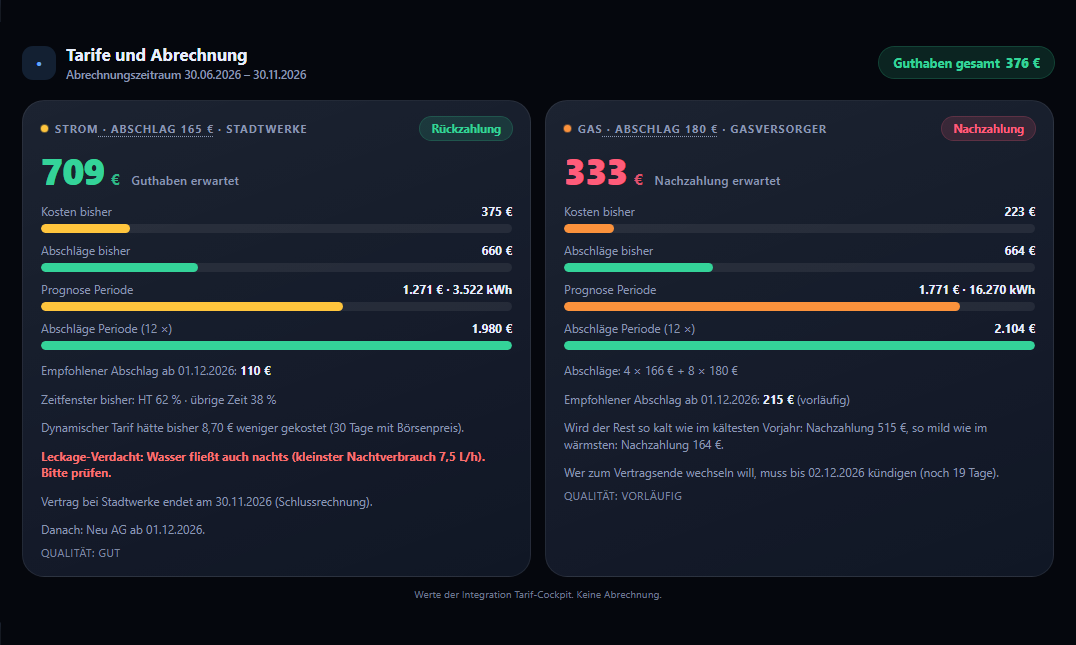 Tarife und Abrechnung
Abrechnungszeitraum 30.06.2026 – 30.11.2026
Guthaben gesamt 376 €
STROM · ABSCHLAG 165 € · STADTWERKE
Rückzahlung
709 € Guthaben erwartet
Kosten bisher 375 €
Abschläge bisher 660 €
Prognose Periode 1.271 € · 3.522 kWh
Abschläge Periode (12 ×) 1.980 €
Empfohlener Abschlag ab 01.12.2026: 110 €
Zeitfenster bisher: HT 62 % · übrige Zeit 38 %
Dynamischer Tarif hätte bisher 8,70 € weniger gekostet (30 Tage mit Börsenpreis).
Leckage-Verdacht: Wasser fließt auch nachts (kleinster Nachtverbrauch 7,5 L/h).
Bitte prüfen.
Vertrag bei Stadtwerke endet am 30.11.2026 (Schlussrechnung).
Danach: Neu AG ab 01.12.2026.
QUALITÄT: GUT
GAS · ABSCHLAG 180 € · GASVERSORGER
Nachzahlung
333 € Nachzahlung erwartet
Kosten bisher 223 €
Abschläge bisher 664 €
Prognose Periode 1.771 € · 16.270 kWh
Abschläge Periode (12 ×) 2.104 €
Abschläge: 4 × 166 € + 8 × 180 €
Empfohlener Abschlag ab 01.12.2026: 215 € (vorläufig)
Wird der Rest so kalt wie im kältesten Vorjahr: Nachzahlung 515 €, so mild wie im
wärmsten: Nachzahlung 164 €.
Wer zum Vertragsende wechseln will, muss bis 02.12.2026 kündigen (noch 19 Tage).
QUALITÄT: VORLÄUFIG
Werte der Integration Tarif-Cockpit. Keine Abrechnung.